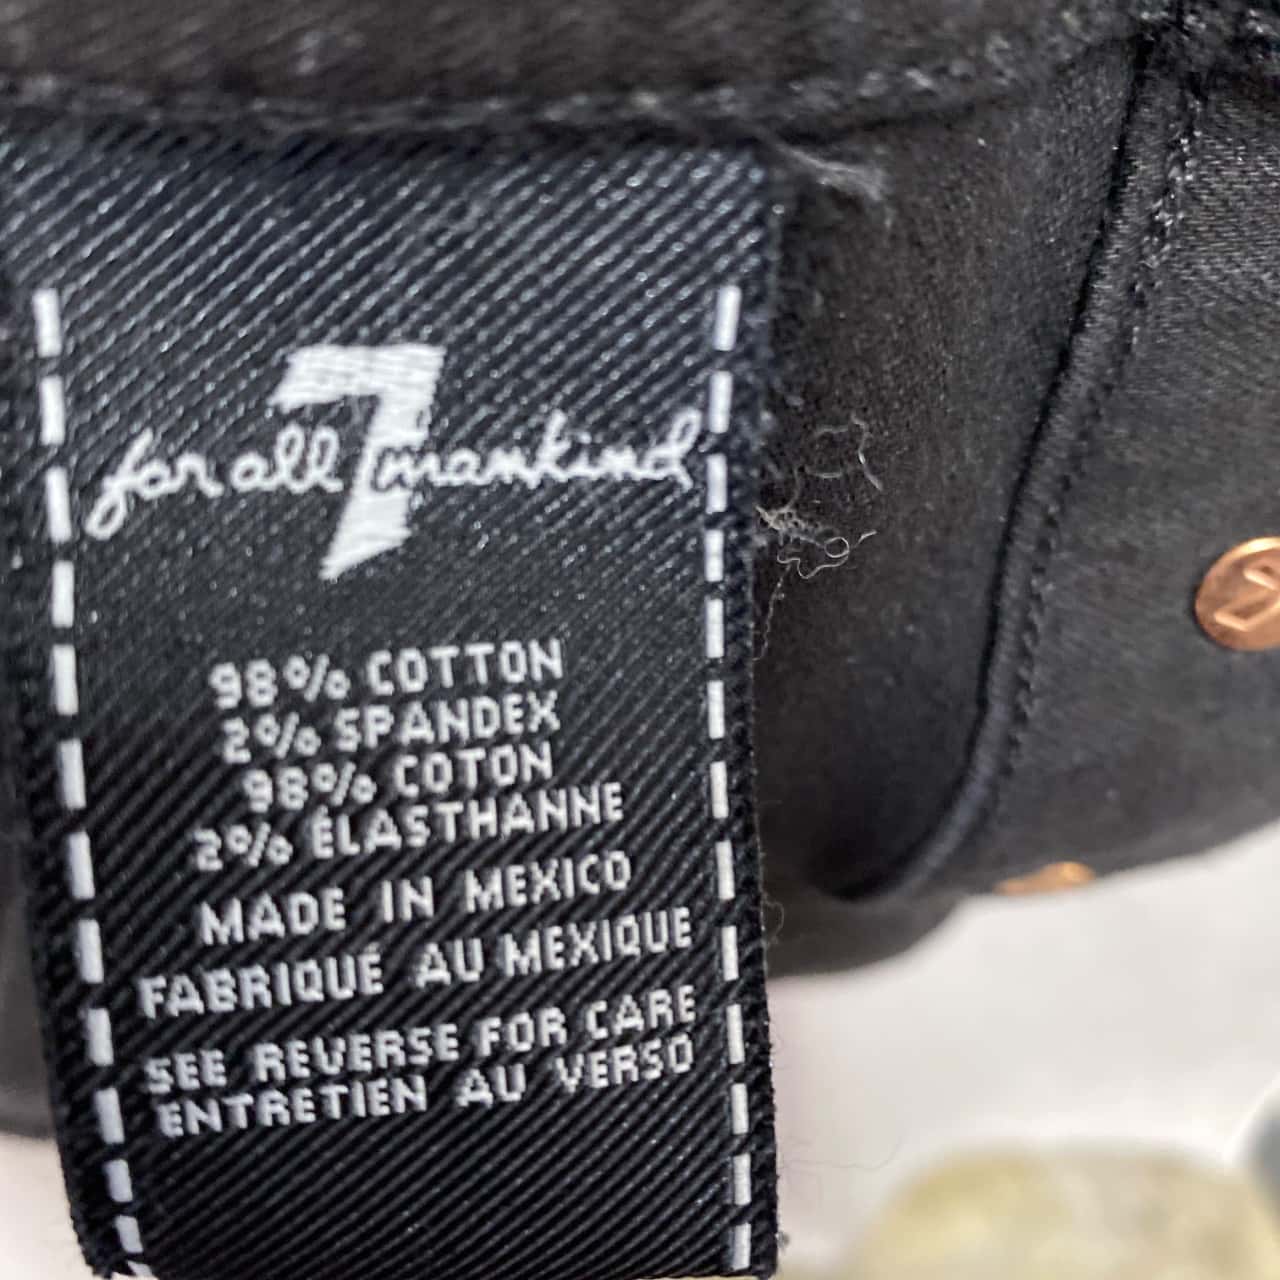 for all 7 mankind
98% COTTON
2% SPANDEX
98% COTON
2% ÉLASTHANNE
MADE IN MEXICO
FABRIQUÉ AU MEXIQUE
SEE REVERSE FOR CARE
ENTRETIEN AU VERSO